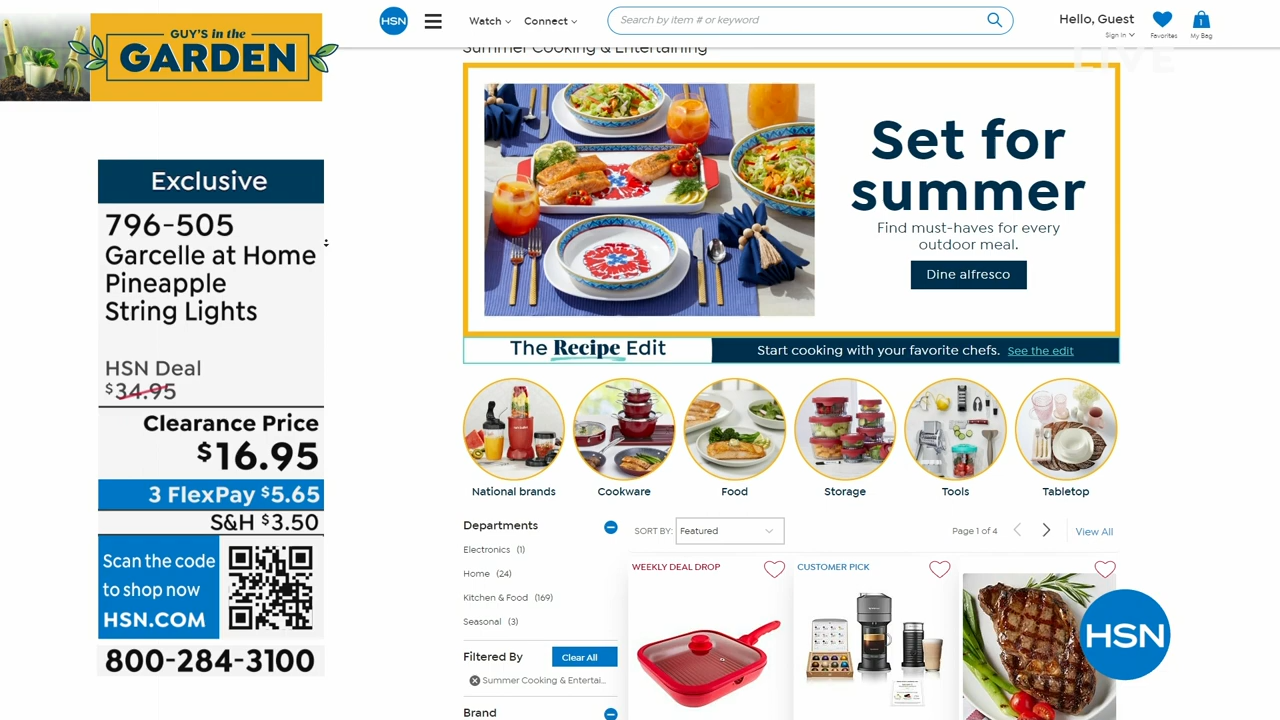 GUY'S in the
GARDEN
Exclusive
796-505
Garcelle at Home
Pineapple
String Lights
HSN Deal
$34.95
Clearance Price
$16.95
3 FlexPay $5.65
S&H $3.50
Scan the code
to shop now
HSN.COM
800-284-3100
HSN
Watch
Connect
Search by item # or keyword
Hello, Guest
Sign In
Favorites
1
My Bag
LIVE
Summer Cooking & Entertaining
Set for
summer
Find must-haves for every
outdoor meal.
Dine alfresco
The Recipe Edit
Start cooking with your favorite chefs. See the edit
National brands
Cookware
Food
Storage
Tools
Tabletop
Departments
Electronics (1)
Home (24)
Kitchen & Food (169)
Seasonal (3)
Filtered By
Clear All
Summer Cooking & Entertai...
Brand
SORT BY:
Featured
Page 1 of 4
View All
WEEKLY DEAL DROP
CUSTOMER PICK
HSN